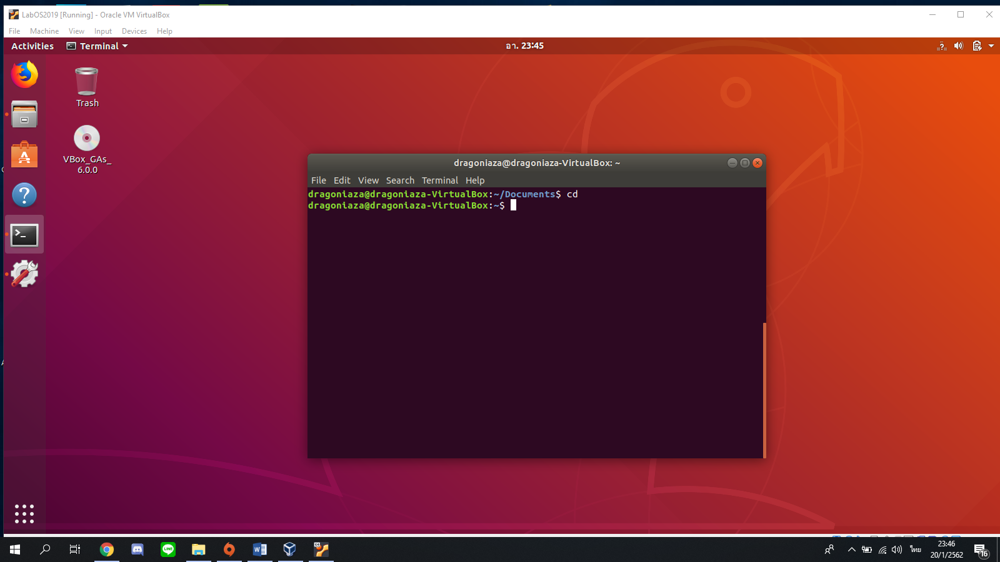 LabOS2019 [Running] - Oracle VM VirtualBox
File Machine View Input Devices Help
Activities Terminal อา. 23:45
Trash
VBox_GAs_
6.0.0
dragoniaza@dragoniaza-VirtualBox: ~
File Edit View Search Terminal Help
dragoniaza@dragoniaza-VirtualBox:~/Documents$ cd
dragoniaza@dragoniaza-VirtualBox:~$
ไทย
23:46
20/1/2562
16